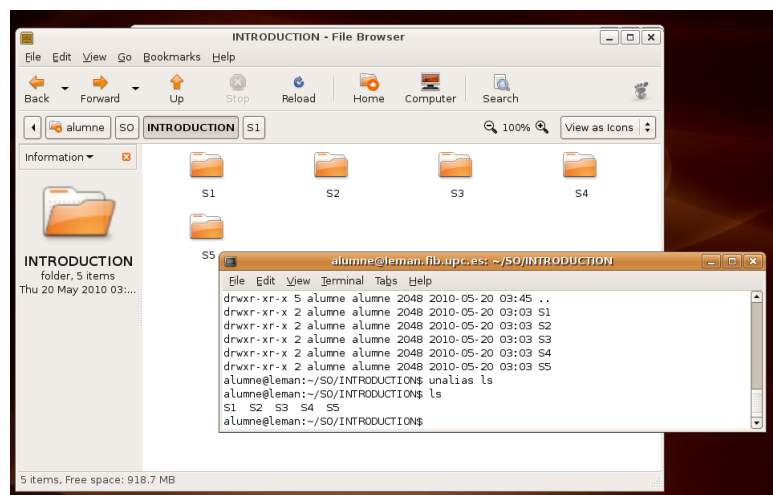 INTRODUCTION - File Browser
File Edit View Go Bookmarks Help
Back Forward Up Stop Reload Home Computer Search
alumne SO INTRODUCTION S1 100% View as Icons
Information
S1 S2 S3 S4
S5
INTRODUCTION
folder, 5 items
Thu 20 May 2010 03:...
alumne@leman.fib.upc.es: ~/SO/INTRODUCTION
File Edit View Terminal Tabs Help
drwxr-xr-x 5 alumne alumne 2048 2010-05-20 03:45 ..
drwxr-xr-x 2 alumne alumne 2048 2010-05-20 03:03 S1
drwxr-xr-x 2 alumne alumne 2048 2010-05-20 03:03 S2
drwxr-xr-x 2 alumne alumne 2048 2010-05-20 03:03 S3
drwxr-xr-x 2 alumne alumne 2048 2010-05-20 03:03 S4
drwxr-xr-x 2 alumne alumne 2048 2010-05-20 03:03 S5
alumne@leman:~/SO/INTRODUCTION$ unalias ls
alumne@leman:~/SO/INTRODUCTION$ ls
S1 S2 S3 S4 S5
alumne@leman:~/SO/INTRODUCTION$
5 items, Free space: 918.7 MB